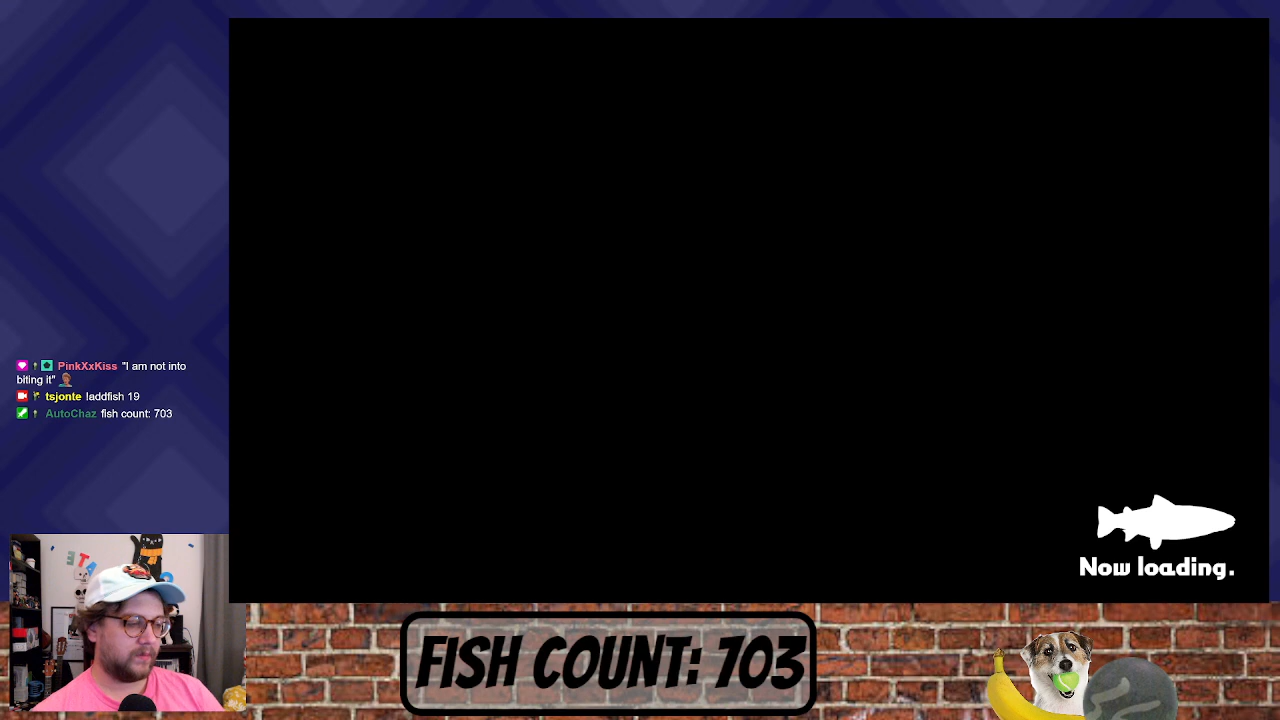 PinkXxKiss "I am not into
biting it"
tsjonte !addfish 19
AutoChaz fish count: 703
Now loading.
FISH COUNT: 703